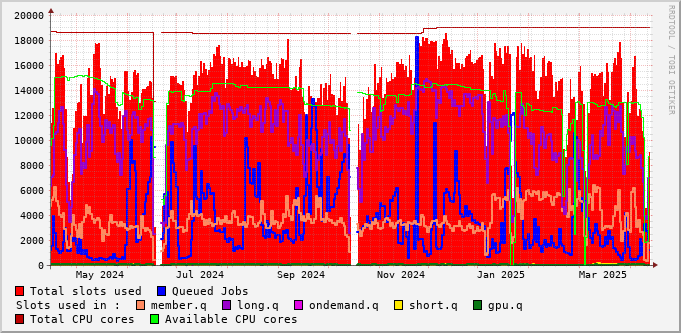 20000
18000
16000
14000
12000
10000
8000
6000
4000
2000
0
May 2024 Jul 2024 Sep 2024 Nov 2024 Jan 2025 Mar 2025
Total slots used Queued Jobs
Slots used in : member.q long.q ondemand.q short.q gpu.q
Total CPU cores Available CPU cores
RRDTOOL / TOBI OETIKER